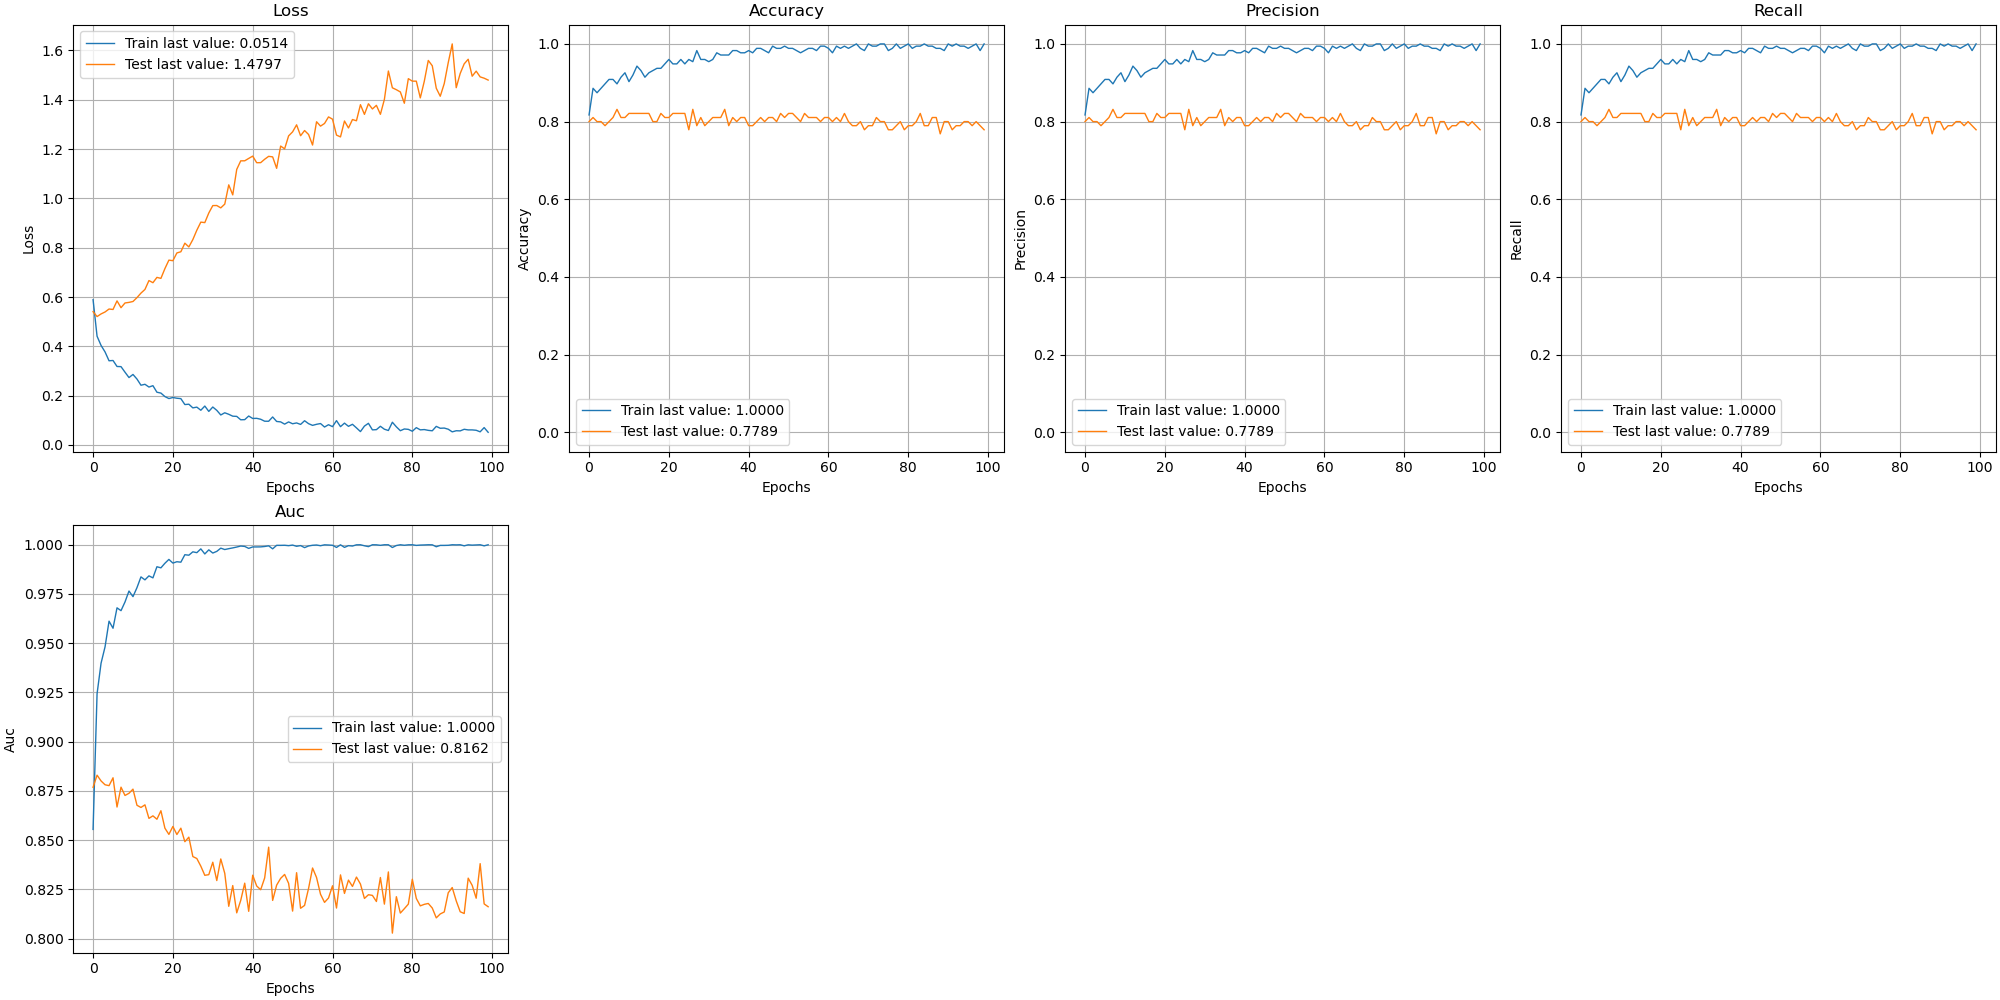 Loss
Train last value: 0.0514
Test last value: 1.4797
1.6
1.4
1.2
1.0
0.8
0.6
0.4
0.2
0.0
Loss
0 20 40 60 80 100
Epochs
Accuracy
1.0
0.8
0.6
0.4
0.2
0.0
Accuracy
Train last value: 1.0000
Test last value: 0.7789
0 20 40 60 80 100
Epochs
Precision
1.0
0.8
0.6
0.4
0.2
0.0
Precision
Train last value: 1.0000
Test last value: 0.7789
0 20 40 60 80 100
Epochs
Recall
1.0
0.8
0.6
0.4
0.2
0.0
Recall
Train last value: 1.0000
Test last value: 0.7789
0 20 40 60 80 100
Epochs
Auc
1.000
0.975
0.950
0.925
0.900
0.875
0.850
0.825
0.800
Auc
Train last value: 1.0000
Test last value: 0.8162
0 20 40 60 80 100
Epochs